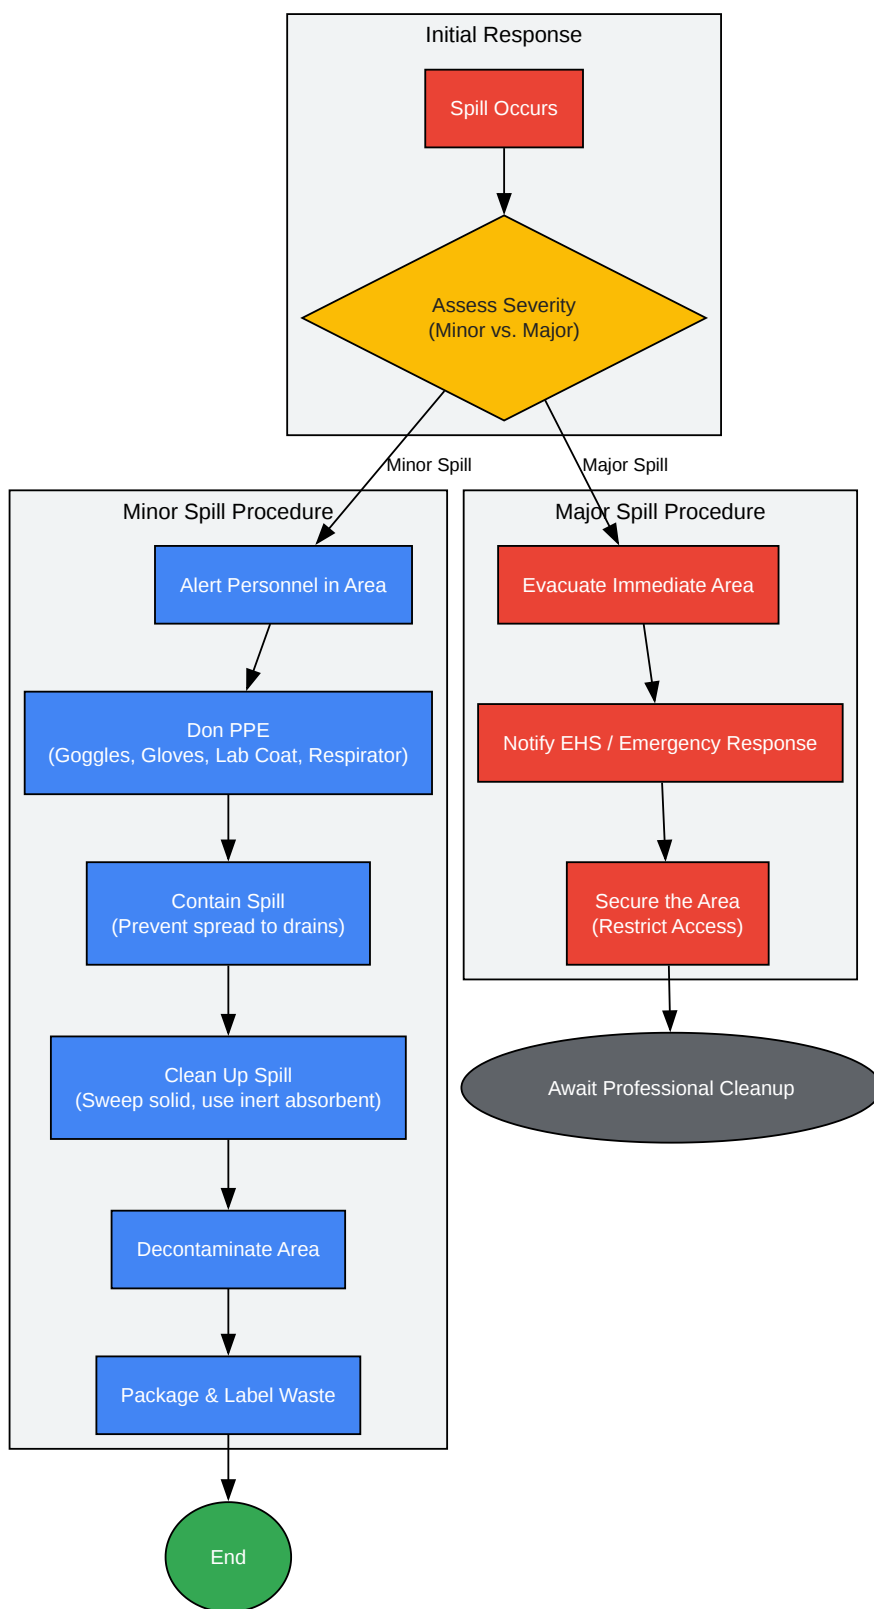 Initial Response
Spill Occurs
Assess Severity
(Minor vs. Major)
Minor Spill
Major Spill
Minor Spill Procedure
Alert Personnel in Area
Don PPE
(Goggles, Gloves, Lab Coat, Respirator)
Contain Spill
(Prevent spread to drains)
Clean Up Spill
(Sweep solid, use inert absorbent)
Decontaminate Area
Package & Label Waste
End
Major Spill Procedure
Evacuate Immediate Area
Notify EHS / Emergency Response
Secure the Area
(Restrict Access)
Await Professional Cleanup